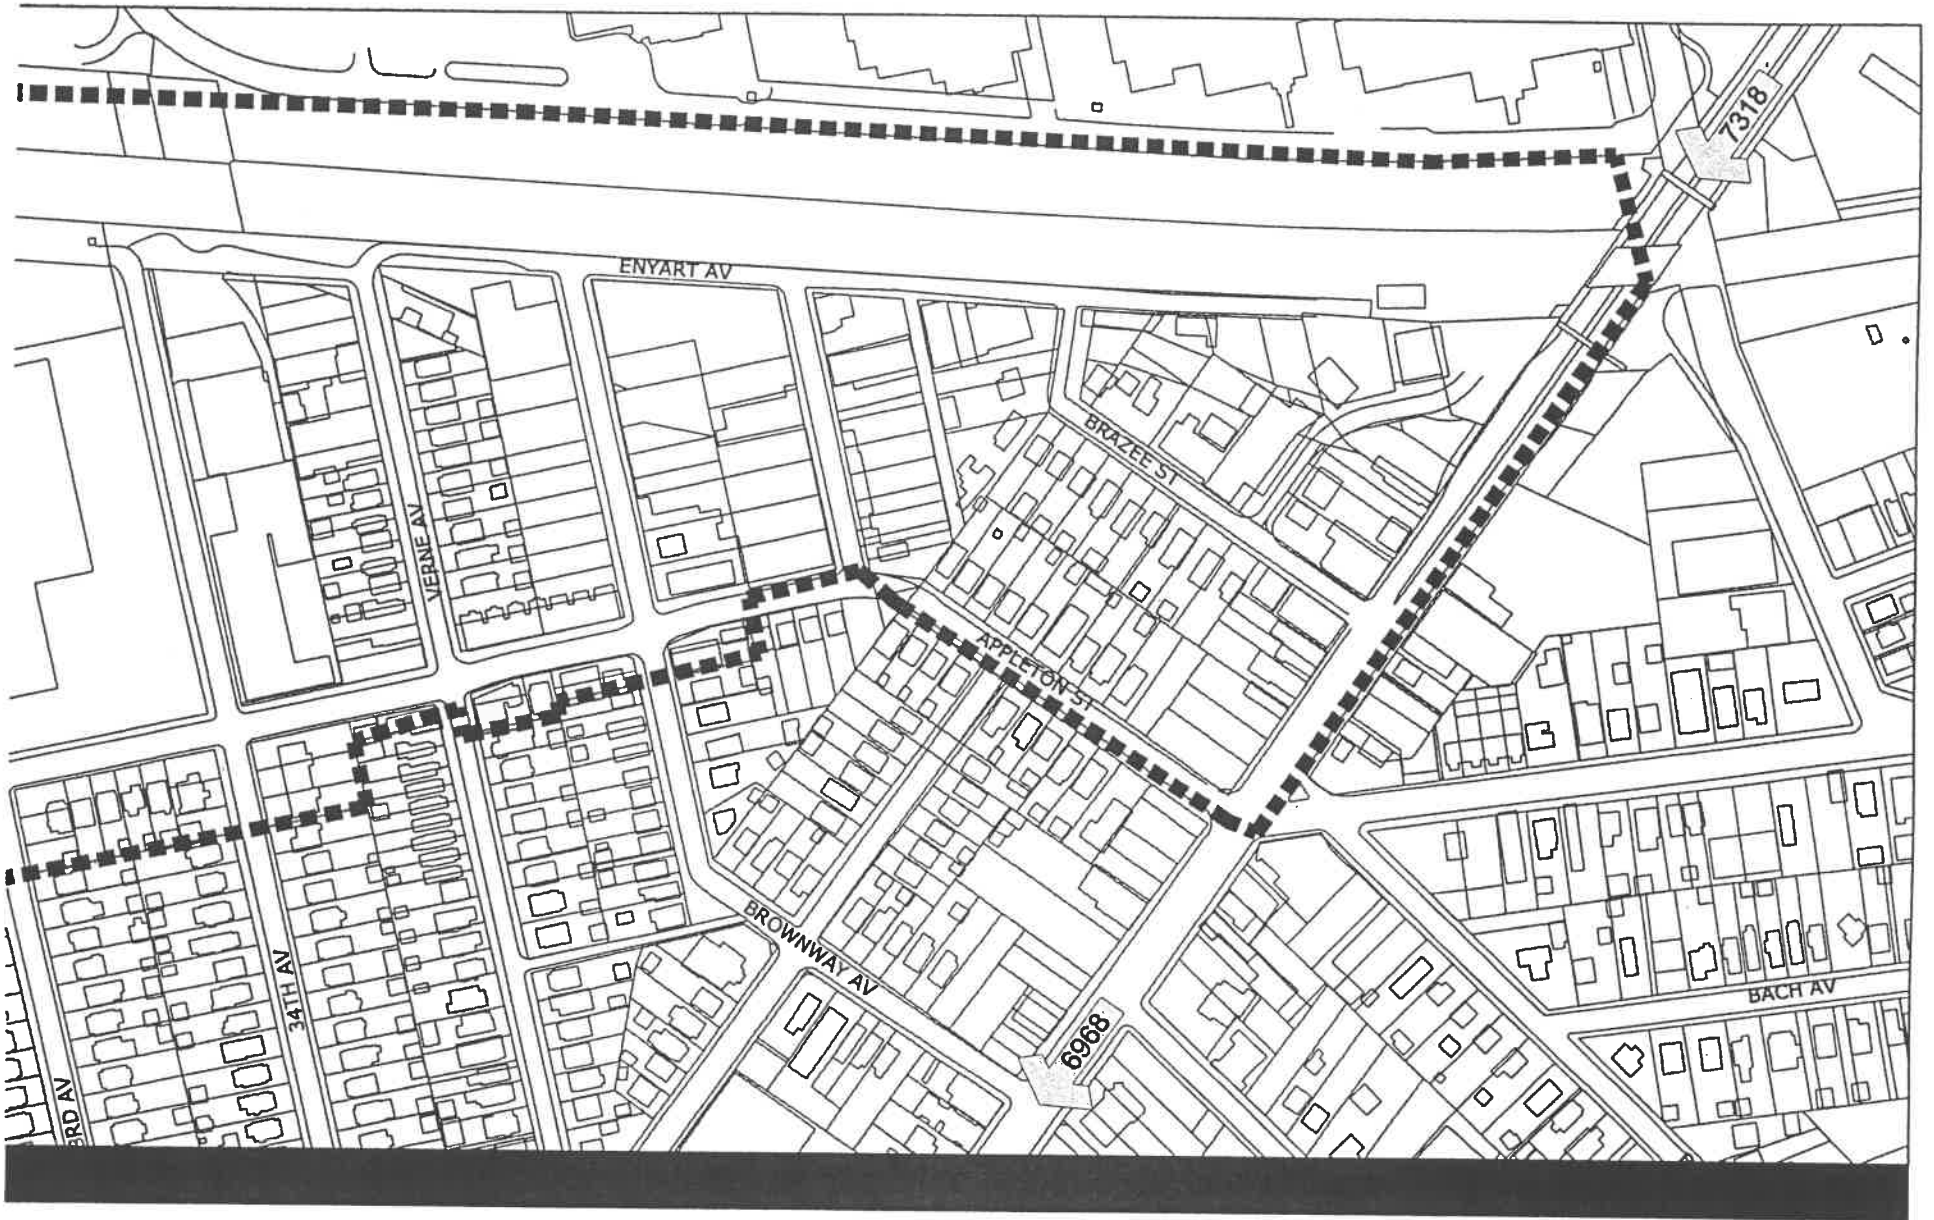 7318
ENYART AV
BRAZEE ST
VERNE AV
APPLETON ST
BROWNWAY AV
34TH AV
BACH AV
6968
3RD AV